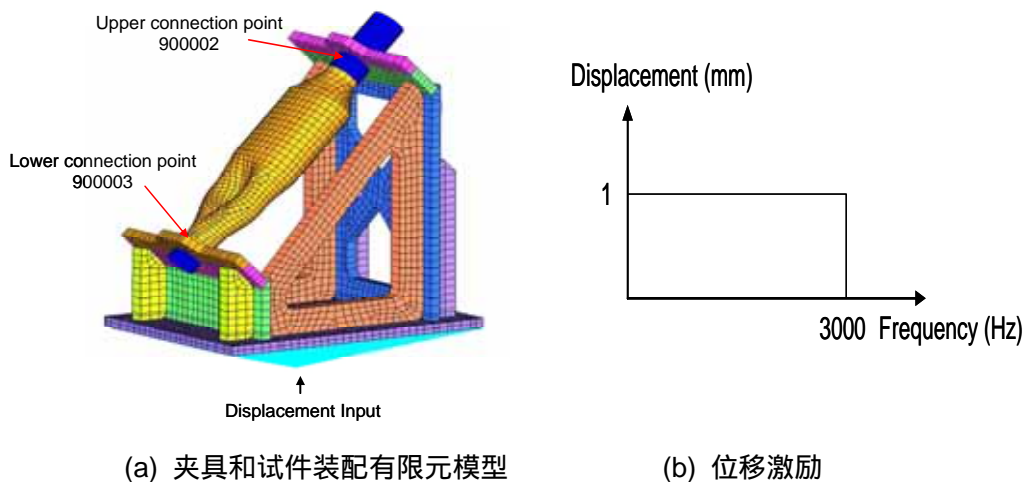 Upper connection point
900002
Lower connection point
900003
Displacement Input
Displacement (mm)
1
3000 Frequency (Hz)
(a) 夹具和试件装配有限元模型
(b) 位移激励